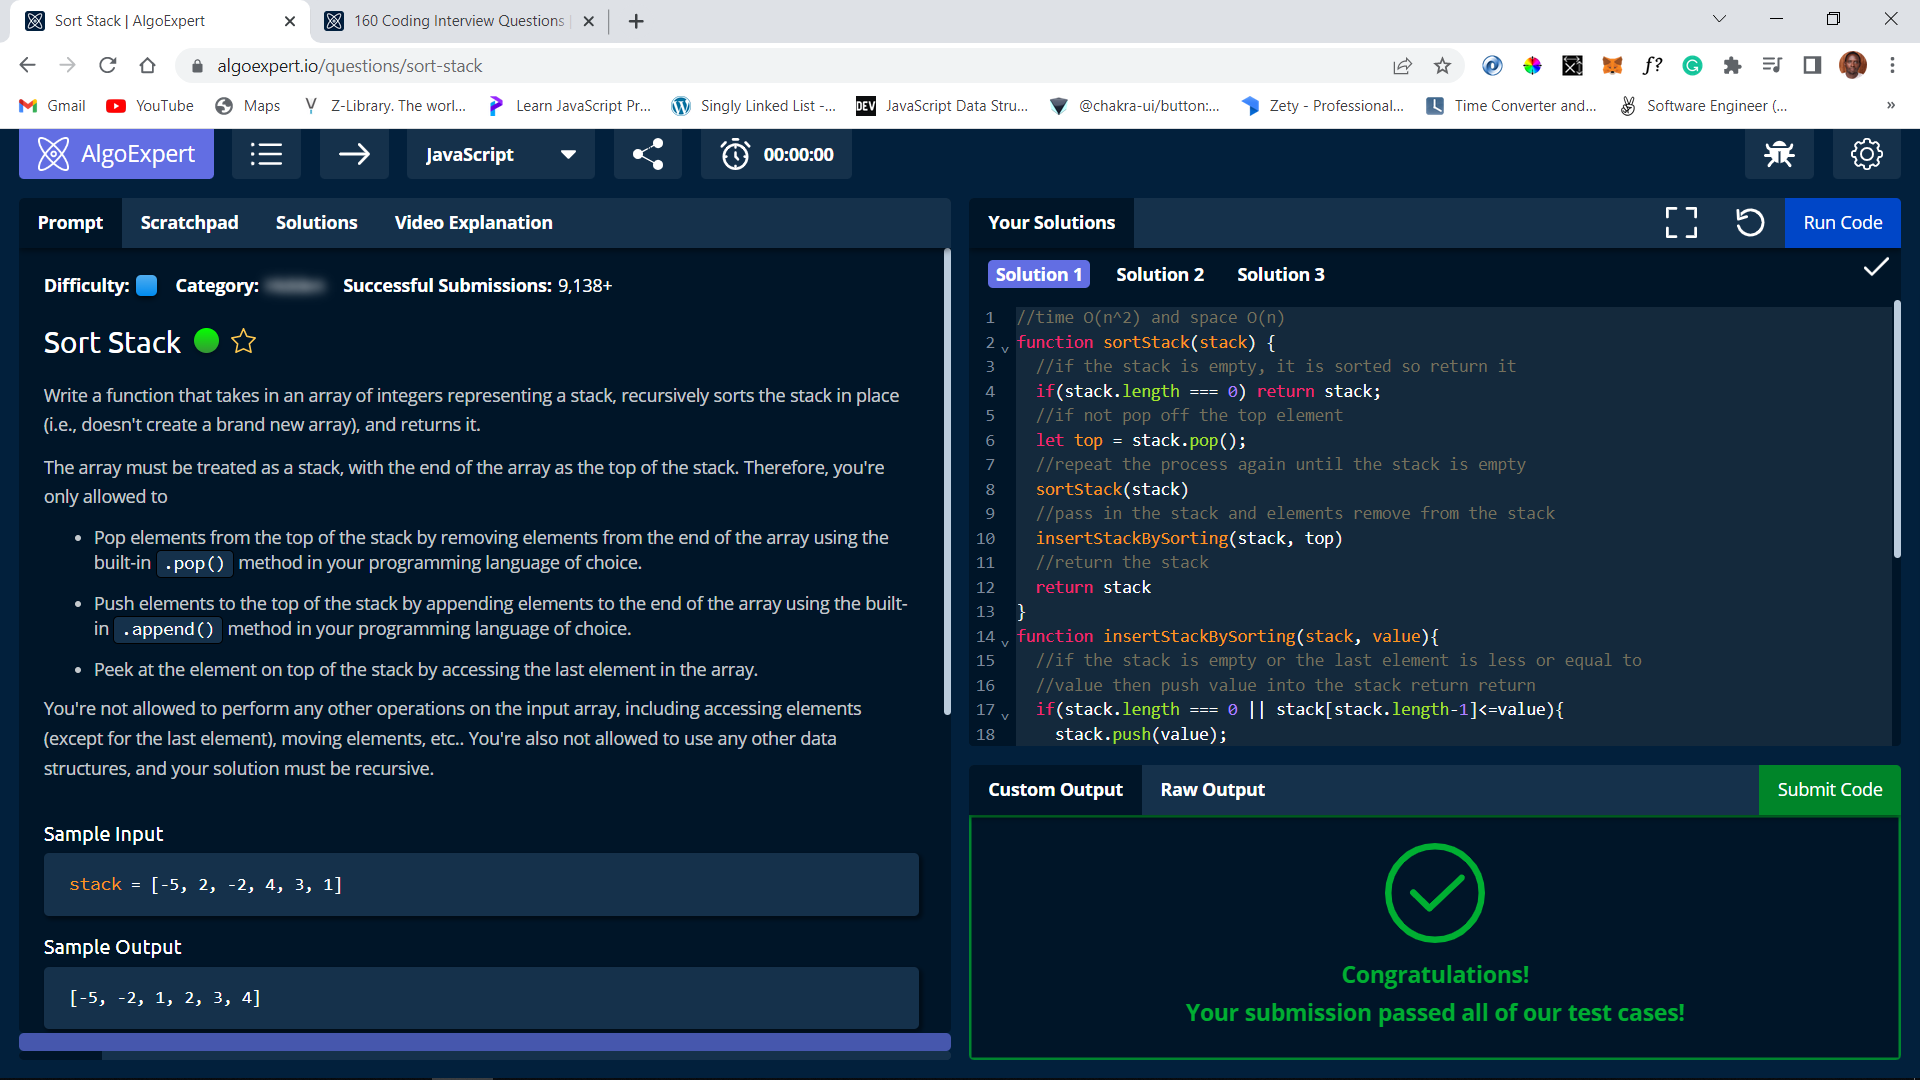 Sort Stack | AlgoExpert
160 Coding Interview Questions
algoexpert.io/questions/sort-stack
f?
Gmail
YouTube
Maps
Z-Library. The worl...
Learn JavaScript Pr...
Singly Linked List -...
DEV JavaScript Data Stru...
@chakra-ui/button:...
Zety - Professional...
Time Converter and...
Software Engineer (...
»
AlgoExpert
JavaScript
00:00:00
Prompt
Scratchpad
Solutions
Video Explanation
Difficulty:
Category:
Successful Submissions: 9,138+
Sort Stack
Write a function that takes in an array of integers representing a stack, recursively sorts the stack in place
(i.e., doesn't create a brand new array), and returns it.
The array must be treated as a stack, with the end of the array as the top of the stack. Therefore, you're
only allowed to
• Pop elements from the top of the stack by removing elements from the end of the array using the
built-in .pop() method in your programming language of choice.
• Push elements to the top of the stack by appending elements to the end of the array using the built-
in .append() method in your programming language of choice.
• Peek at the element on top of the stack by accessing the last element in the array.
You're not allowed to perform any other operations on the input array, including accessing elements
(except for the last element), moving elements, etc.. You're also not allowed to use any other data
structures, and your solution must be recursive.
Sample Input
stack = [-5, 2, -2, 4, 3, 1]
Sample Output
[-5, -2, 1, 2, 3, 4]
Your Solutions
Run Code
Solution 1
Solution 2
Solution 3
1 //time O(n^2) and space O(n)
2 function sortStack(stack) {
3 //if the stack is empty, it is sorted so return it
4 if(stack.length === 0) return stack;
5 //if not pop off the top element
6 let top = stack.pop();
7 //repeat the process again until the stack is empty
8 sortStack(stack)
9 //pass in the stack and elements remove from the stack
10 insertStackBySorting(stack, top)
11 //return the stack
12 return stack
13 }
14 function insertStackBySorting(stack, value){
15 //if the stack is empty or the last element is less or equal to
16 //value then push value into the stack return return
17 if(stack.length === 0 || stack[stack.length-1]<=value){
18 stack.push(value);
Custom Output
Raw Output
Submit Code
Congratulations!
Your submission passed all of our test cases!